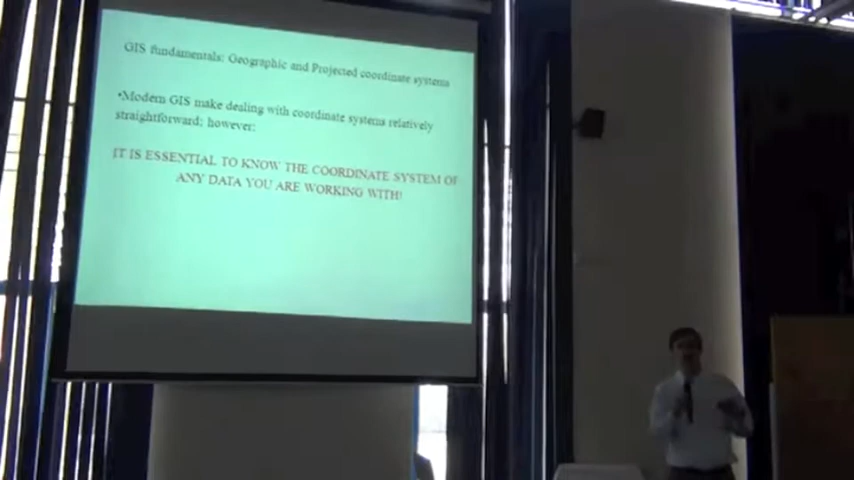 GIS fundamentals: Geographic and Projected coordinate systems
•Modern GIS make dealing with coordinate systems relatively
straightforward; however:
IT IS ESSENTIAL TO KNOW THE COORDINATE SYSTEM OF
ANY DATA YOU ARE WORKING WITH!